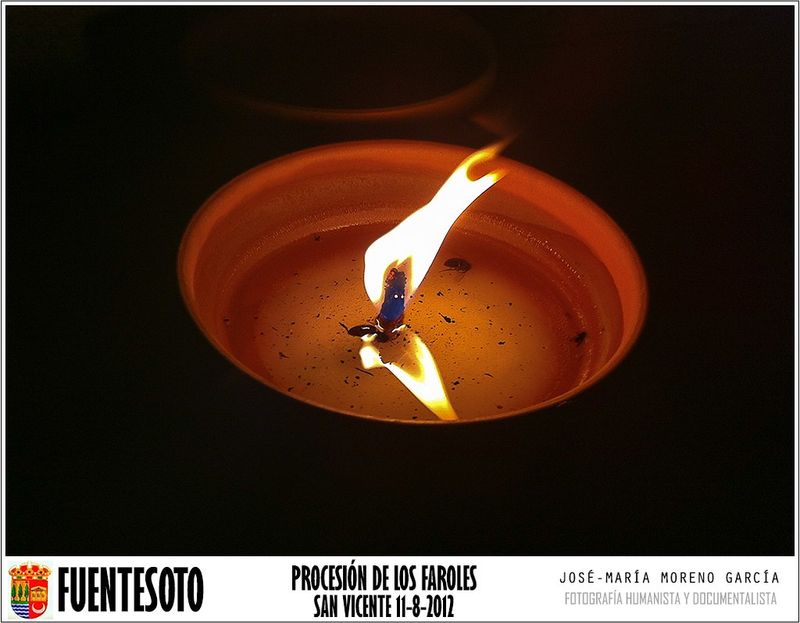 FUENTESOTO
PROCESIÓN DE LOS FAROLES
SAN VICENTE 11-8-2012
JOSÉ-MARÍA MORENO GARCÍA
FOTOGRAFÍA HUMANISTA Y DOCUMENTALISTA